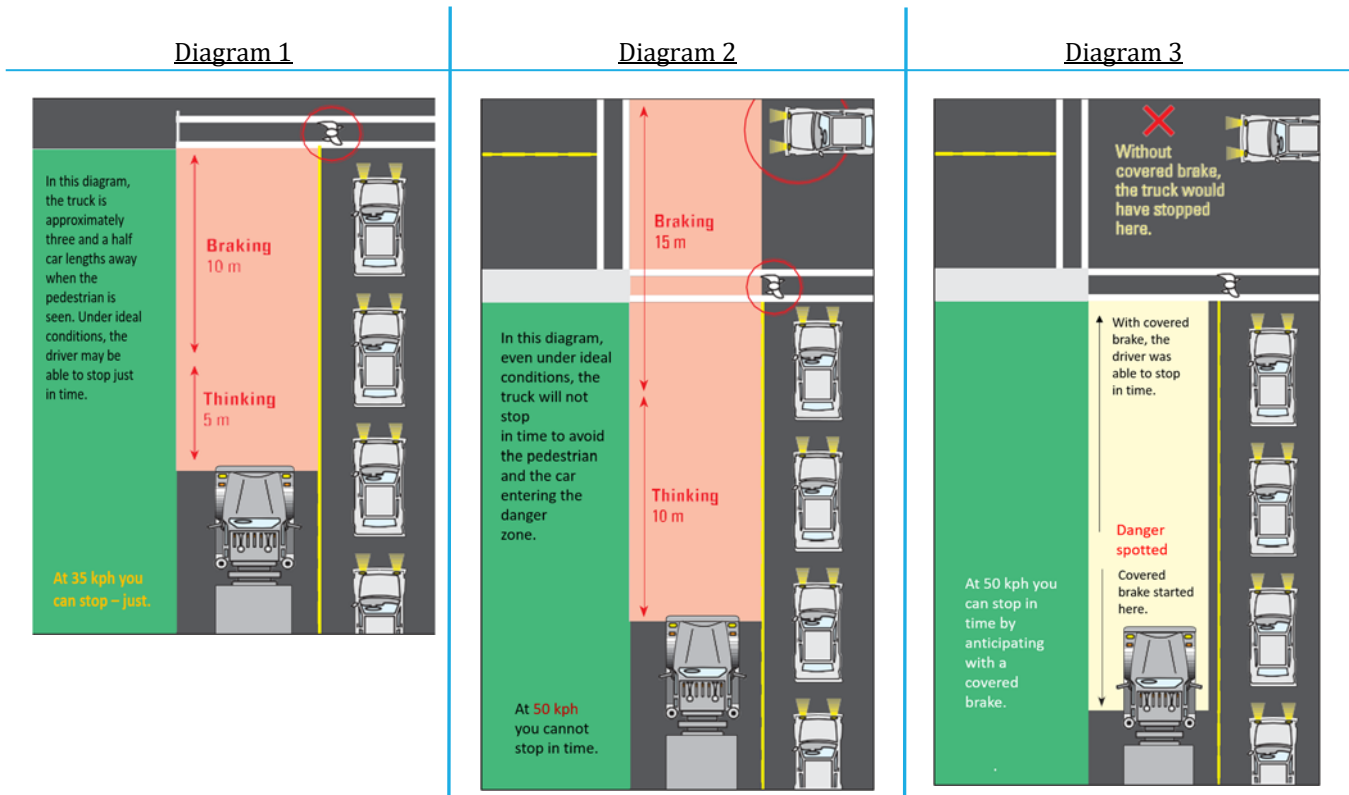 Diagram 1
In this diagram,
the truck is
approximately
three and a half
car lengths away
when the
pedestrian is
seen. Under ideal
conditions, the
driver may be
able to stop just
in time.
Braking
10 m
Thinking
5 m
At 35 kph you
can stop – just.
Diagram 2
Braking
15 m
In this diagram,
even under ideal
conditions, the
truck will not
stop
in time to avoid
the pedestrian
and the car
entering the
danger
zone.
Thinking
10 m
At 50 kph
you cannot
stop in time.
Diagram 3
Without
covered brake,
the truck would
have stopped
here.
With covered
brake, the
driver was
able to stop
in time.
Danger
spotted
Covered
brake started
here.
At 50 kph you
can stop in
time by
anticipating
with a
covered
brake.
.